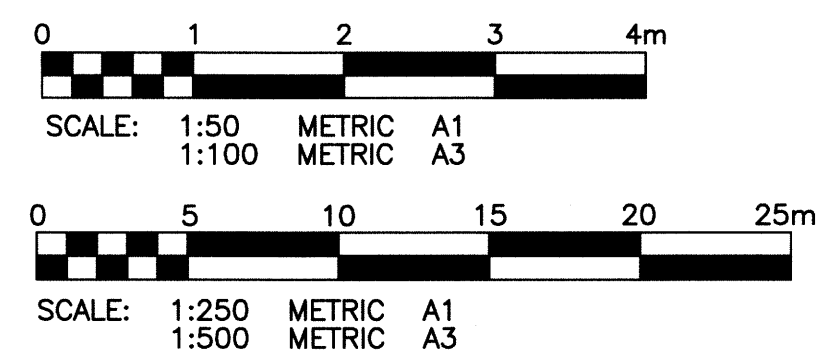 0 1 2 3 4m
SCALE: 1:50 METRIC A1
1:100 METRIC A3
0 5 10 15 20 25m
SCALE: 1:250 METRIC A1
1:500 METRIC A3